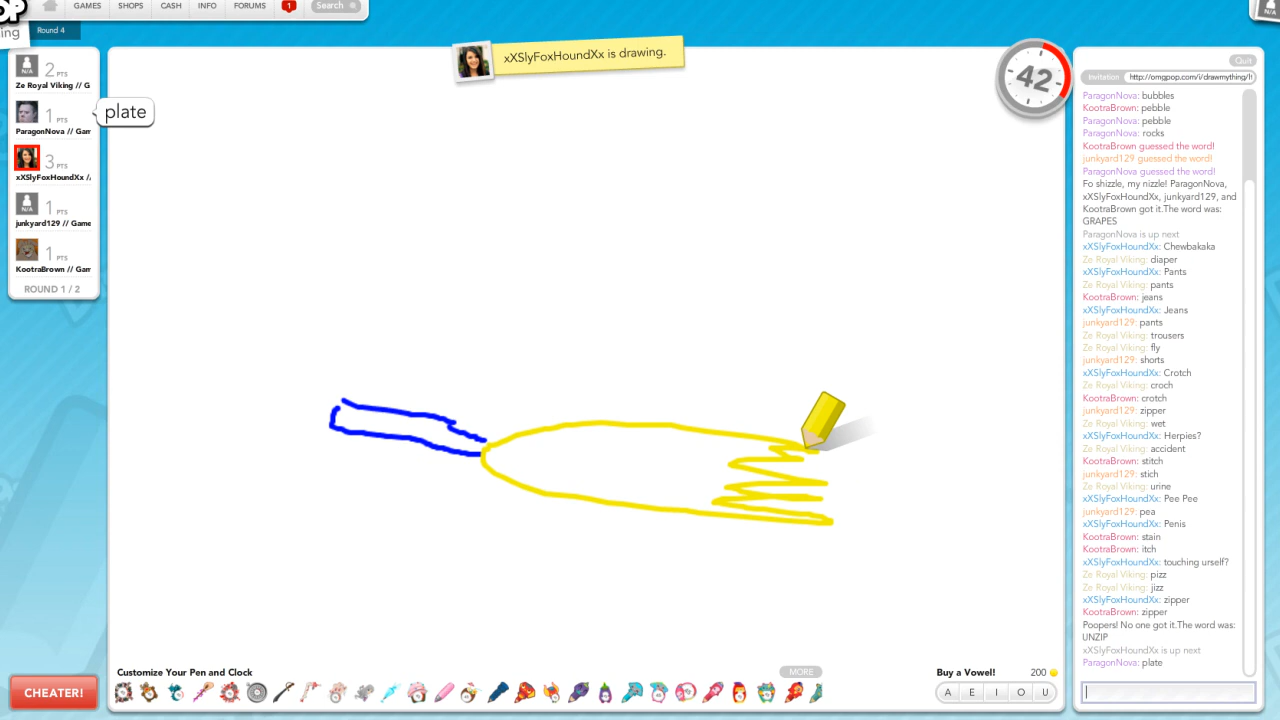 GAMES SHOPS CASH INFO FORUMS 1 Search
Round 4
xXSlyFoxHoundXx is drawing.
42
2 PTS
Ze Royal Viking // G
1 PTS
ParagonNova // Gam
plate
3 PTS
xXSlyFoxHoundXx //
N/A
1 PTS
junkyard129 // Game
1 PTS
KootraBrown // Gam
ROUND 1 / 2
CHEATER!
Customize Your Pen and Clock
MORE
Buy a Vowel! 200
A E I O U
Quit
Invitation http://omgpop.com/i/drawmything/
ParagonNova: bubbles
KootraBrown: pebble
ParagonNova: pebble
ParagonNova: rocks
KootraBrown guessed the word!
junkyard129 guessed the word!
ParagonNova guessed the word!
Fo shizzle, my nizzle! ParagonNova,
xXSlyFoxHoundXx, junkyard129, and
KootraBrown got it.The word was:
GRAPES
ParagonNova is up next
xXSlyFoxHoundXx: Chewbakaka
Ze Royal Viking: diaper
xXSlyFoxHoundXx: Pants
Ze Royal Viking: pants
KootraBrown: jeans
xXSlyFoxHoundXx: Jeans
junkyard129: pants
Ze Royal Viking: trousers
Ze Royal Viking: fly
junkyard129: shorts
xXSlyFoxHoundXx: Crotch
Ze Royal Viking: croch
KootraBrown: crotch
junkyard129: zipper
Ze Royal Viking: wet
xXSlyFoxHoundXx: Herpies?
Ze Royal Viking: accident
KootraBrown: stitch
junkyard129: stich
Ze Royal Viking: urine
xXSlyFoxHoundXx: Pee Pee
junkyard129: pea
xXSlyFoxHoundXx: Penis
KootraBrown: stain
KootraBrown: itch
xXSlyFoxHoundXx: touching urself?
Ze Royal Viking: pizz
Ze Royal Viking: jizz
xXSlyFoxHoundXx: zipper
KootraBrown: zipper
Poopers! No one got it.The word was:
UNZIP
xXSlyFoxHoundXx is up next
ParagonNova: plate